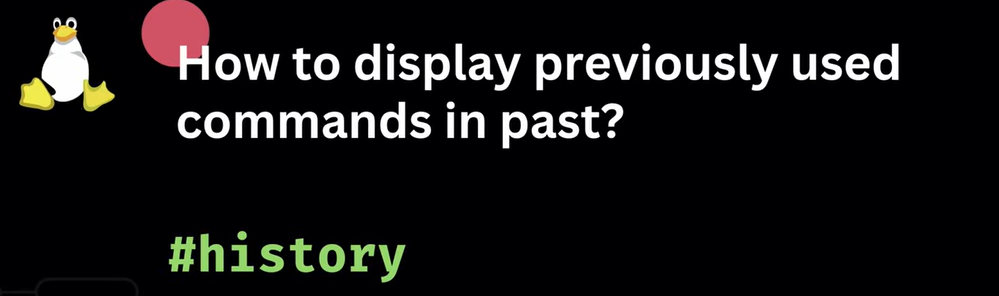 How to display previously used
commands in past?
#history